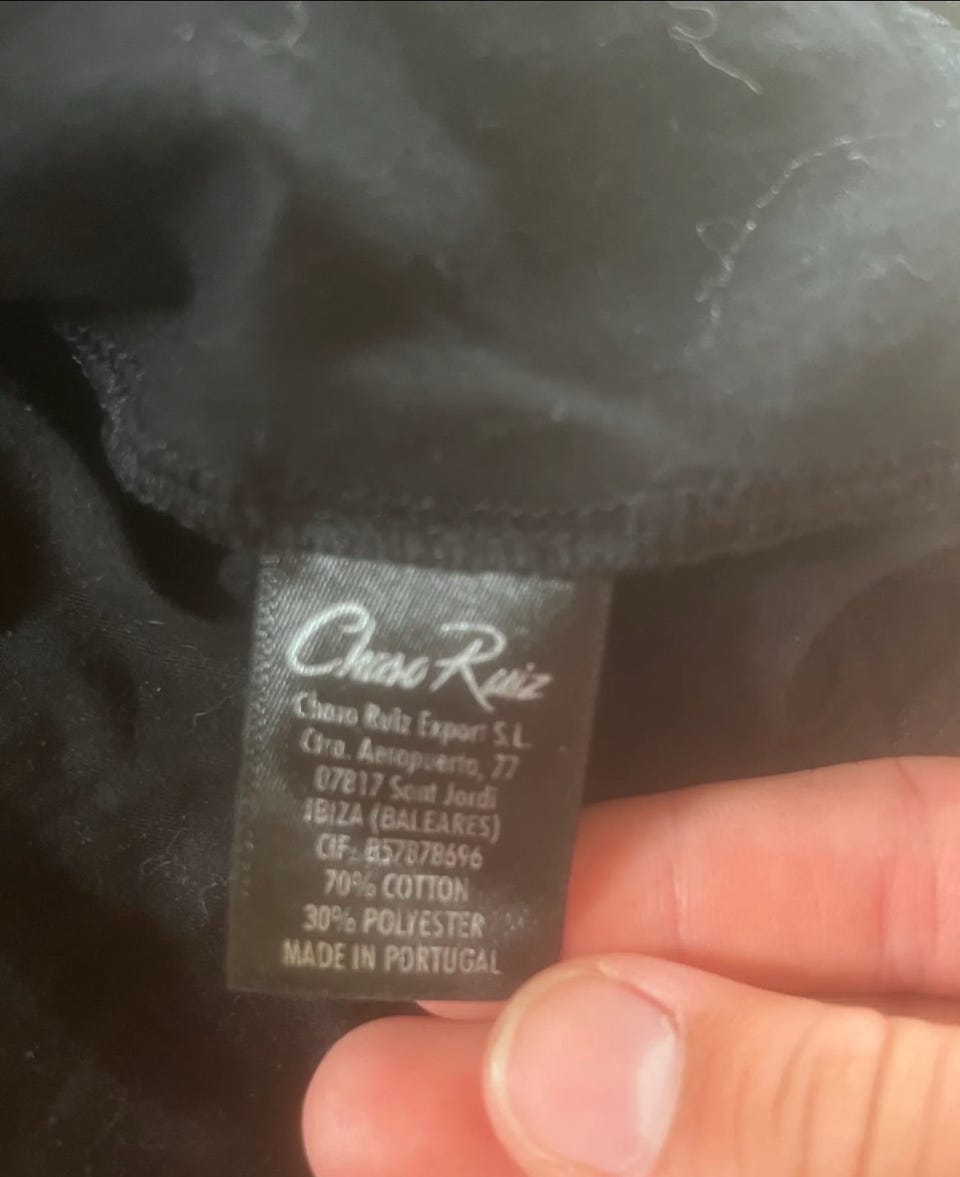 Chaso Ruiz
Chaso Ruiz Export S.L.
Ctra. Aeropuerto, 77
07817 Sant Jordi
IBIZA (BALEARES)
CIF: B57878696
70% COTTON
30% POLYESTER
MADE IN PORTUGAL